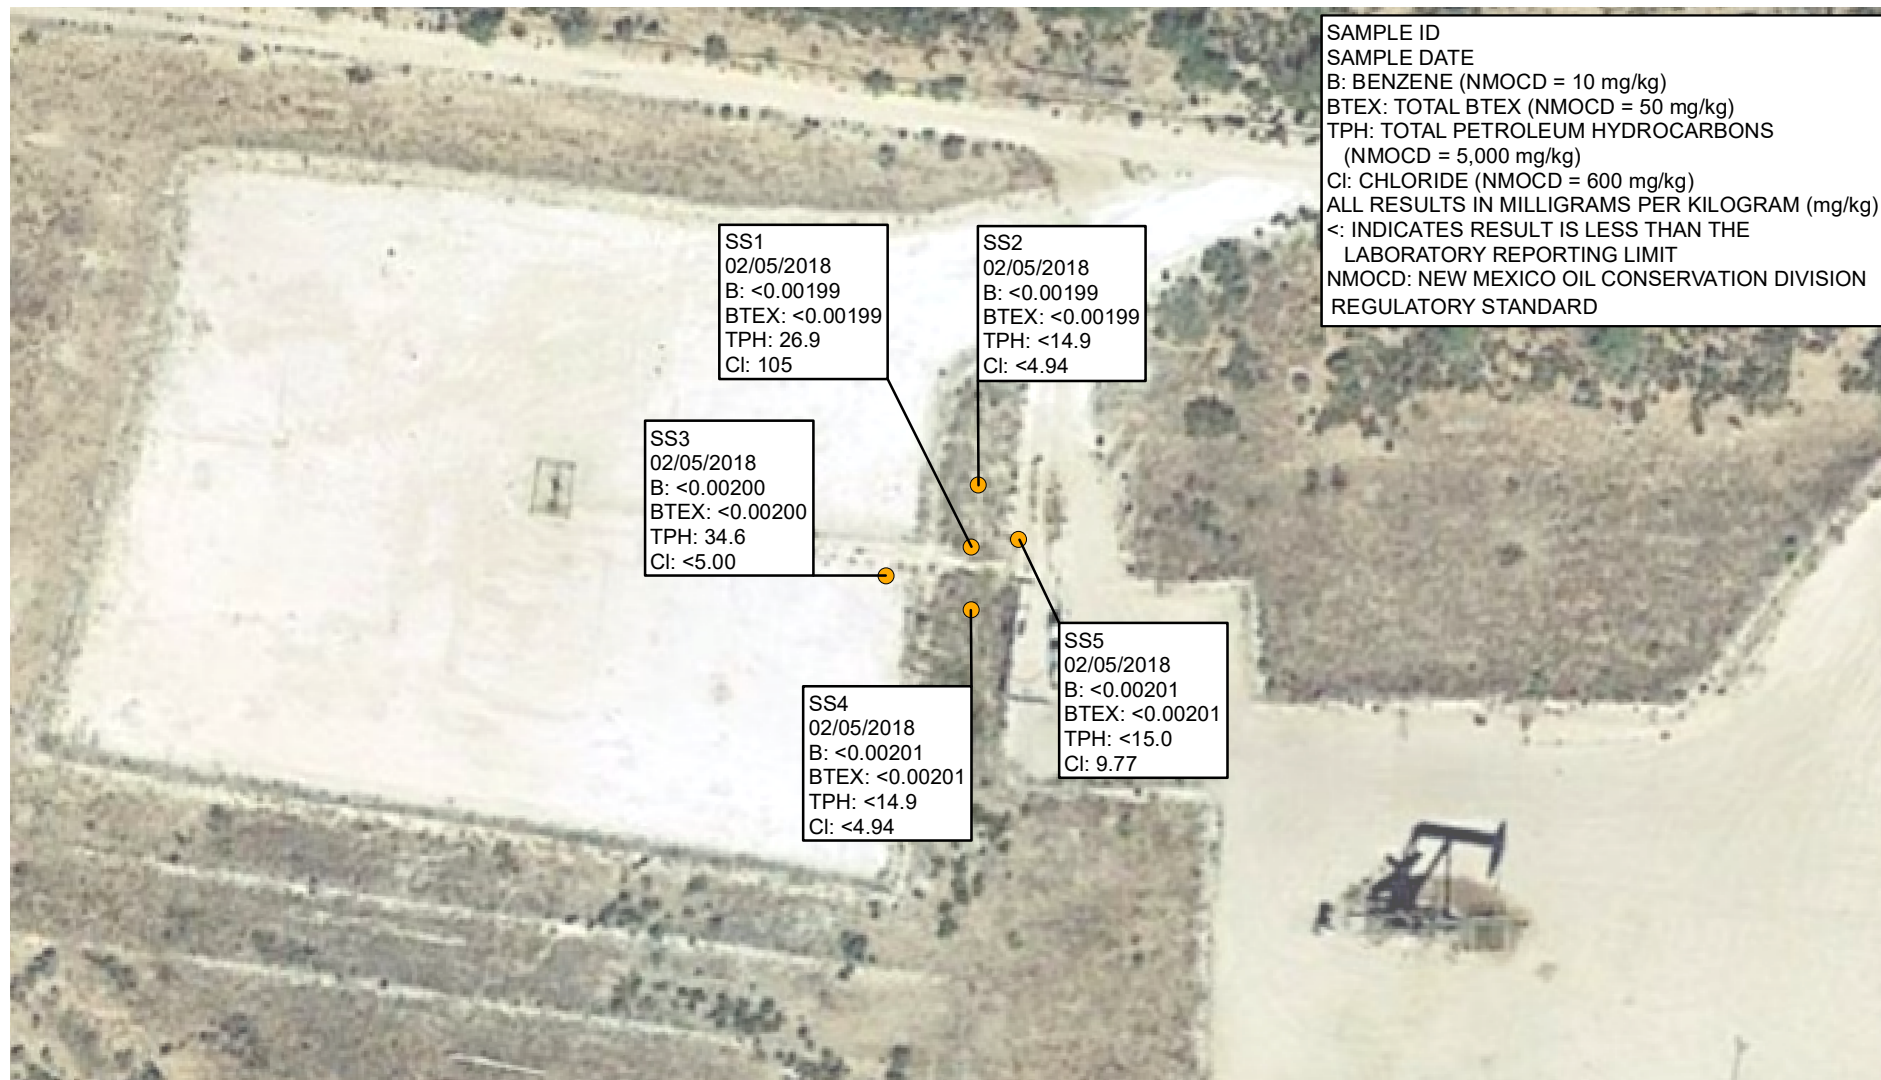 SAMPLE ID
SAMPLE DATE
B: BENZENE (NMOCD = 10 mg/kg)
BTEX: TOTAL BTEX (NMOCD = 50 mg/kg)
TPH: TOTAL PETROLEUM HYDROCARBONS
(NMOCD = 5,000 mg/kg)
Cl: CHLORIDE (NMOCD = 600 mg/kg)
ALL RESULTS IN MILLIGRAMS PER KILOGRAM (mg/kg)
<: INDICATES RESULT IS LESS THAN THE
LABORATORY REPORTING LIMIT
NMOCD: NEW MEXICO OIL CONSERVATION DIVISION
REGULATORY STANDARD
SS1
02/05/2018
B: <0.00199
BTEX: <0.00199
TPH: 26.9
Cl: 105
SS2
02/05/2018
B: <0.00199
BTEX: <0.00199
TPH: <14.9
Cl: <4.94
SS3
02/05/2018
B: <0.00200
BTEX: <0.00200
TPH: 34.6
Cl: <5.00
SS5
02/05/2018
B: <0.00201
BTEX: <0.00201
TPH: <15.0
Cl: 9.77
SS4
02/05/2018
B: <0.00201
BTEX: <0.00201
TPH: <14.9
Cl: <4.94